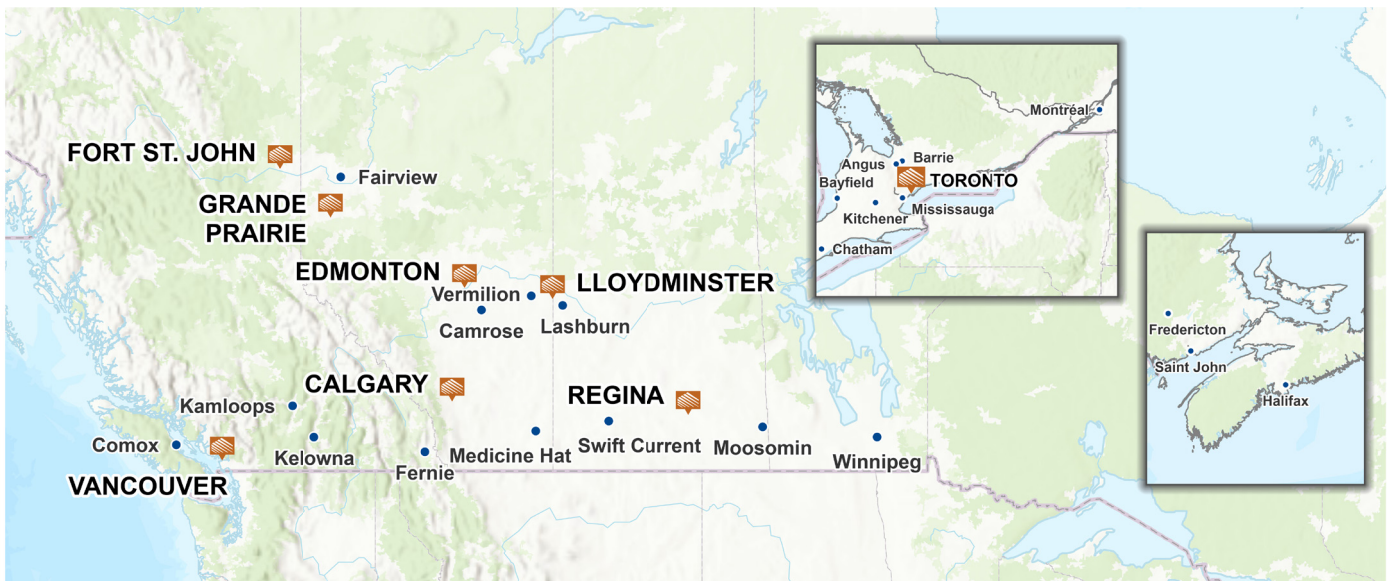 FORT ST. JOHN
Fairview
GRANDE
PRAIRIE
EDMONTON
Vermilion
LLOYDMINSTER
Camrose
Lashburn
CALGARY
REGINA
Kamloops
Comox
Kelowna
Fernie
Medicine Hat
Swift Current
Moosomin
Winnipeg
VANCOUVER
Montréal
Angus
Barrie
Bayfield
TORONTO
Kitchener
Mississauga
Chatham
Fredericton
Saint John
Halifax